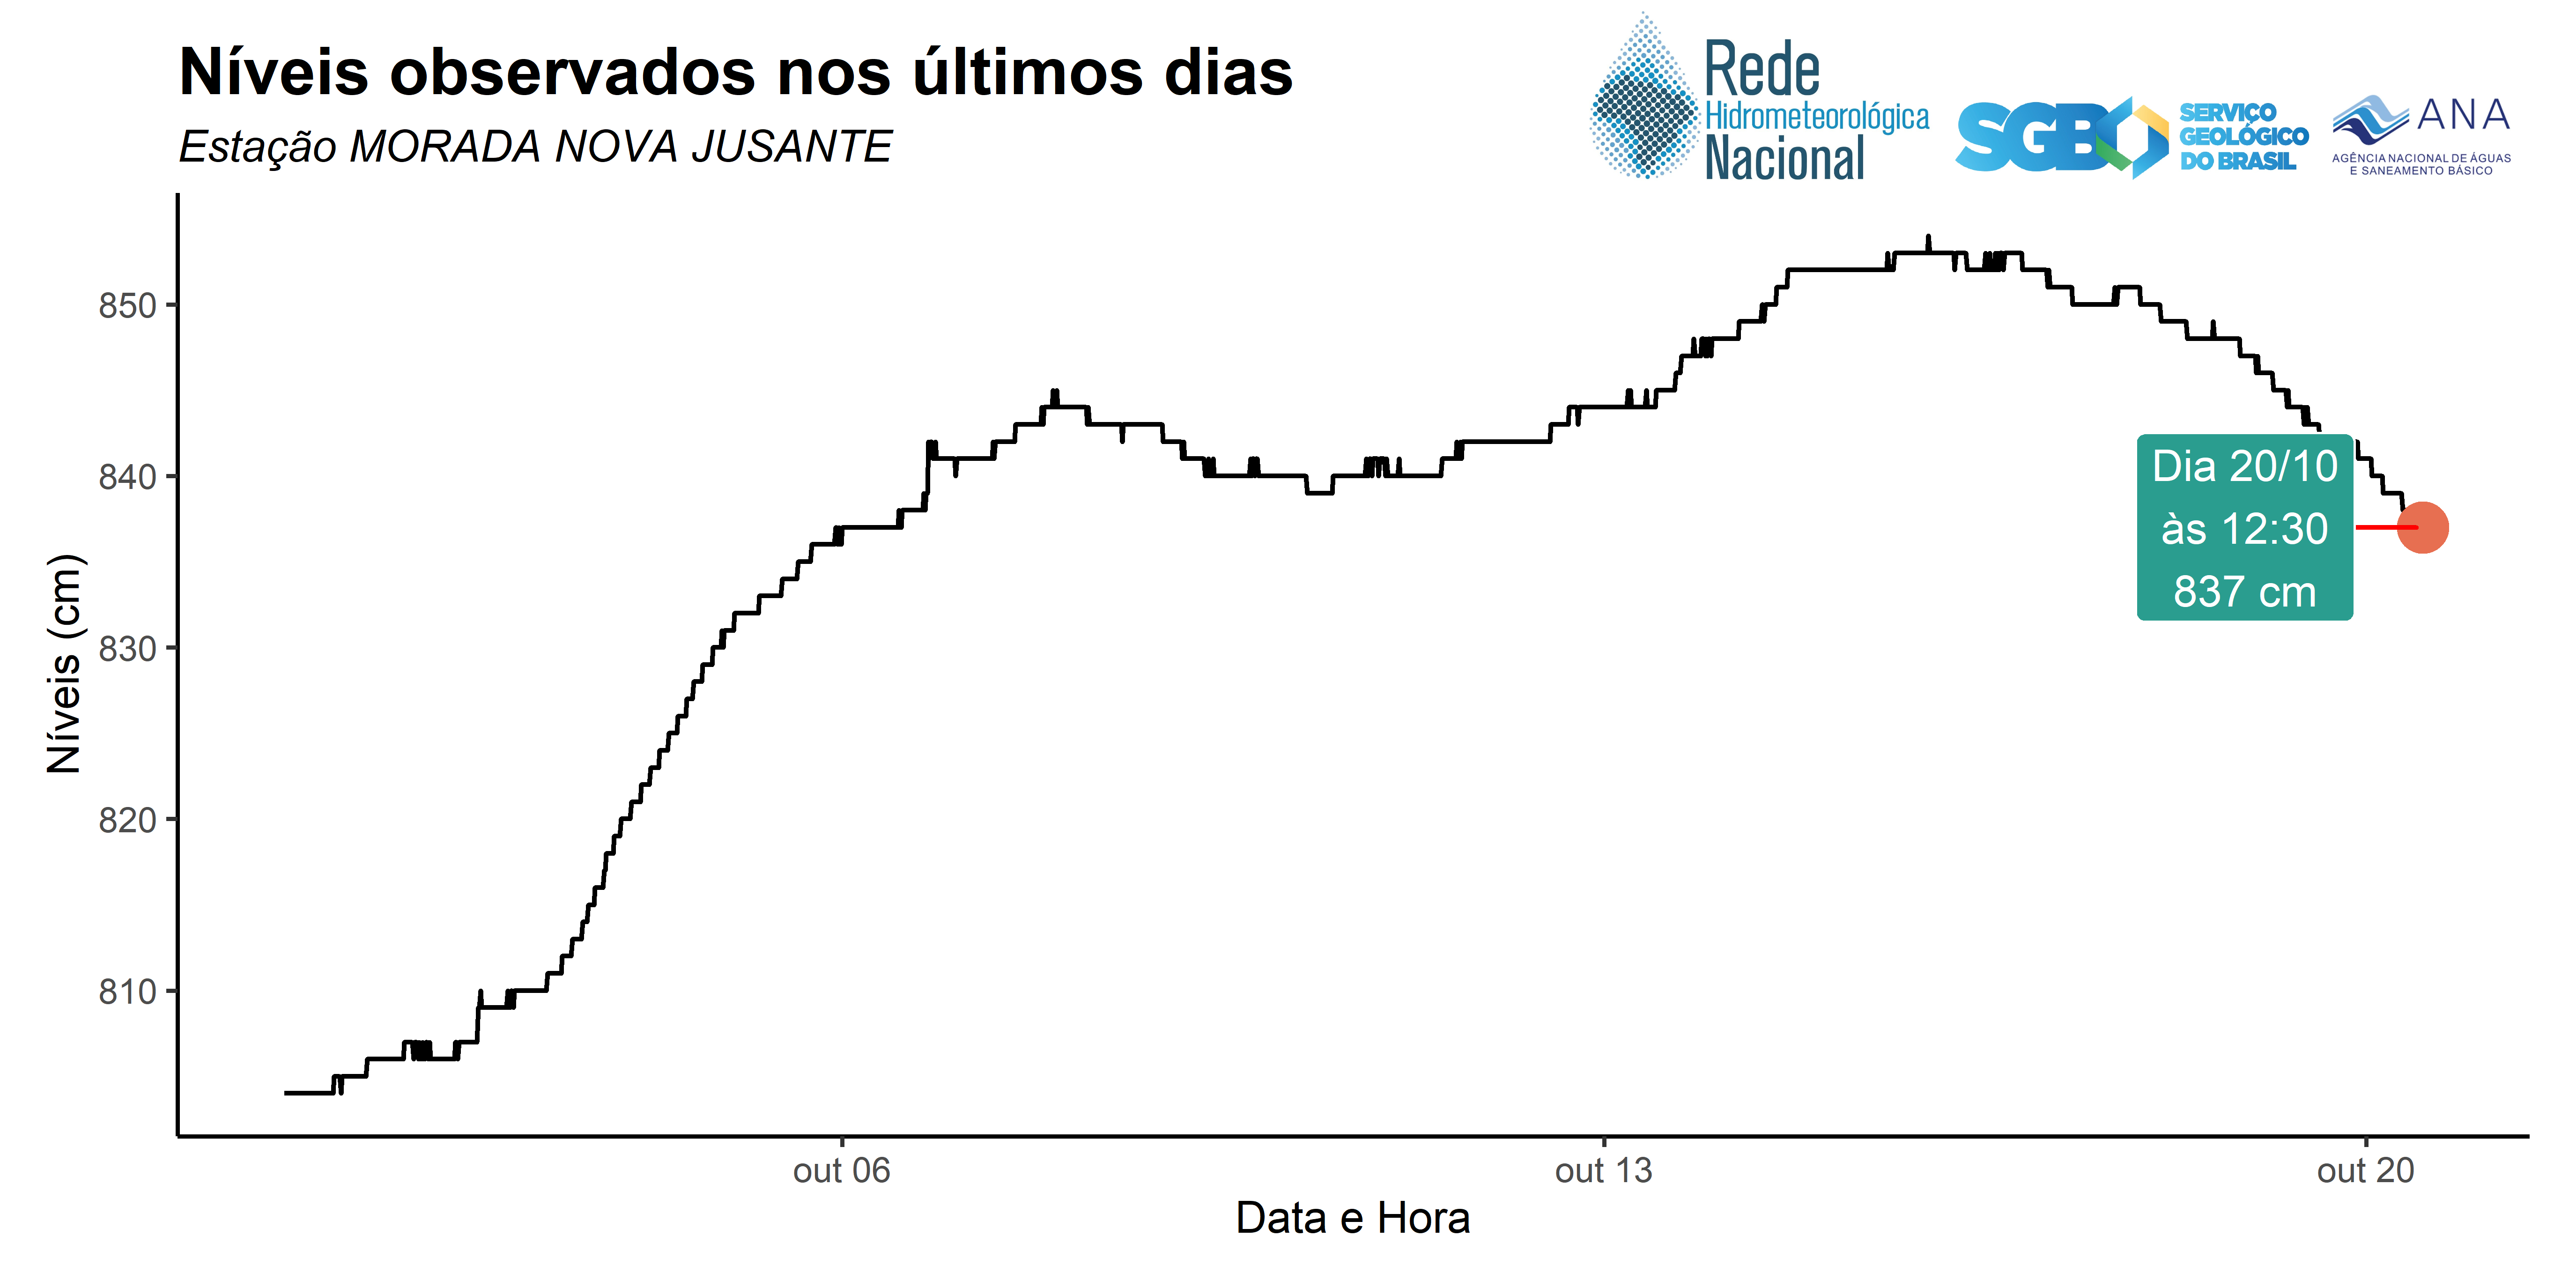 Níveis observados nos últimos dias
Estação MORADA NOVA JUSANTE
Rede
Hidrometeorológica
Nacional
SGB
SERVIÇO
GEOLÓGICO
DO BRASIL
ANA
AGÊNCIA NACIONAL DE ÁGUAS
E SANEAMENTO BÁSICO
Níveis (cm)
850
840
830
820
810
Dia 20/10
às 12:30
837 cm
out 06
out 13
out 20
Data e Hora